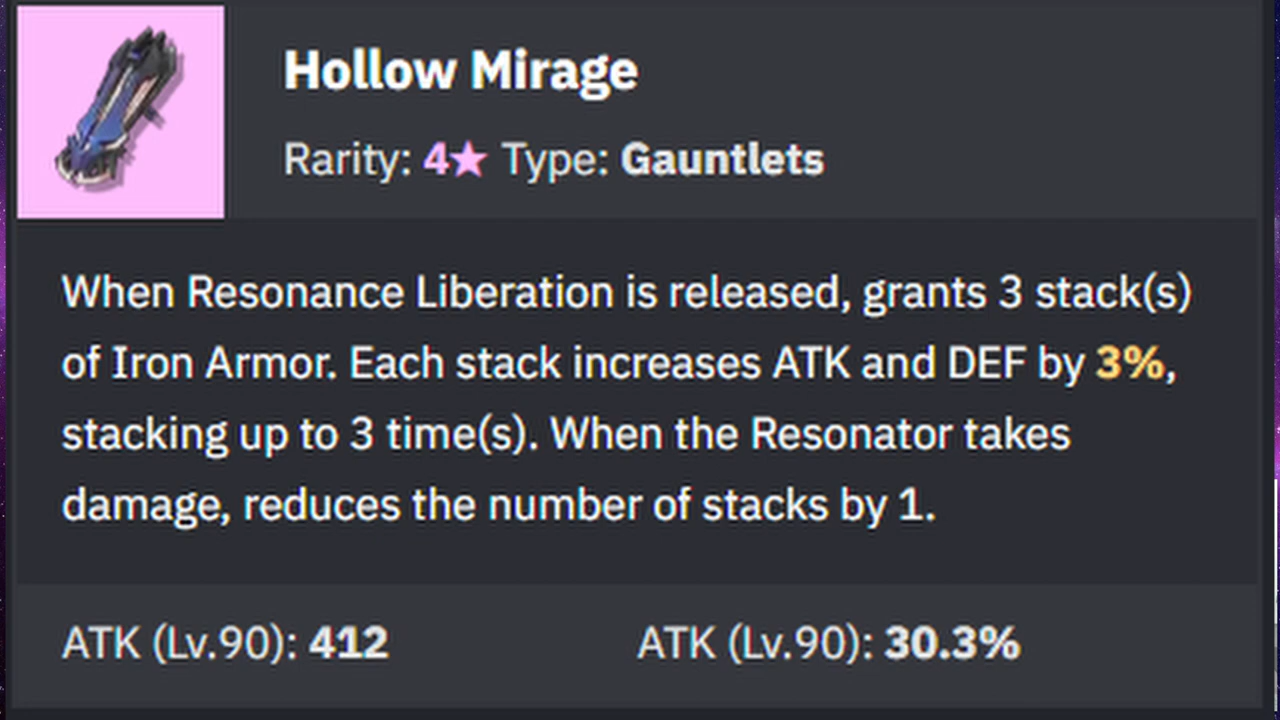 Hollow Mirage
Rarity: 4★ Type: Gauntlets
When Resonance Liberation is released, grants 3 stack(s)
of Iron Armor. Each stack increases ATK and DEF by 3%,
stacking up to 3 time(s). When the Resonator takes
damage, reduces the number of stacks by 1.
ATK (Lv.90): 412 ATK (Lv.90): 30.3%